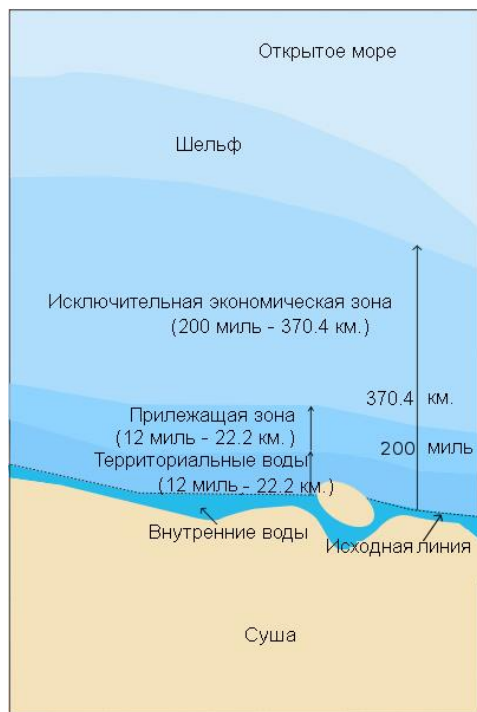 Открытое море
Шельф
Исключительная экономическая зона
(200 миль - 370.4 км.)
370.4 км.
Прилежащая зона
(12 миль - 22.2 км.)
200 миль
Территориальные воды
(12 миль - 22.2 км.)
Внутренние воды
Исходная линия
Суша